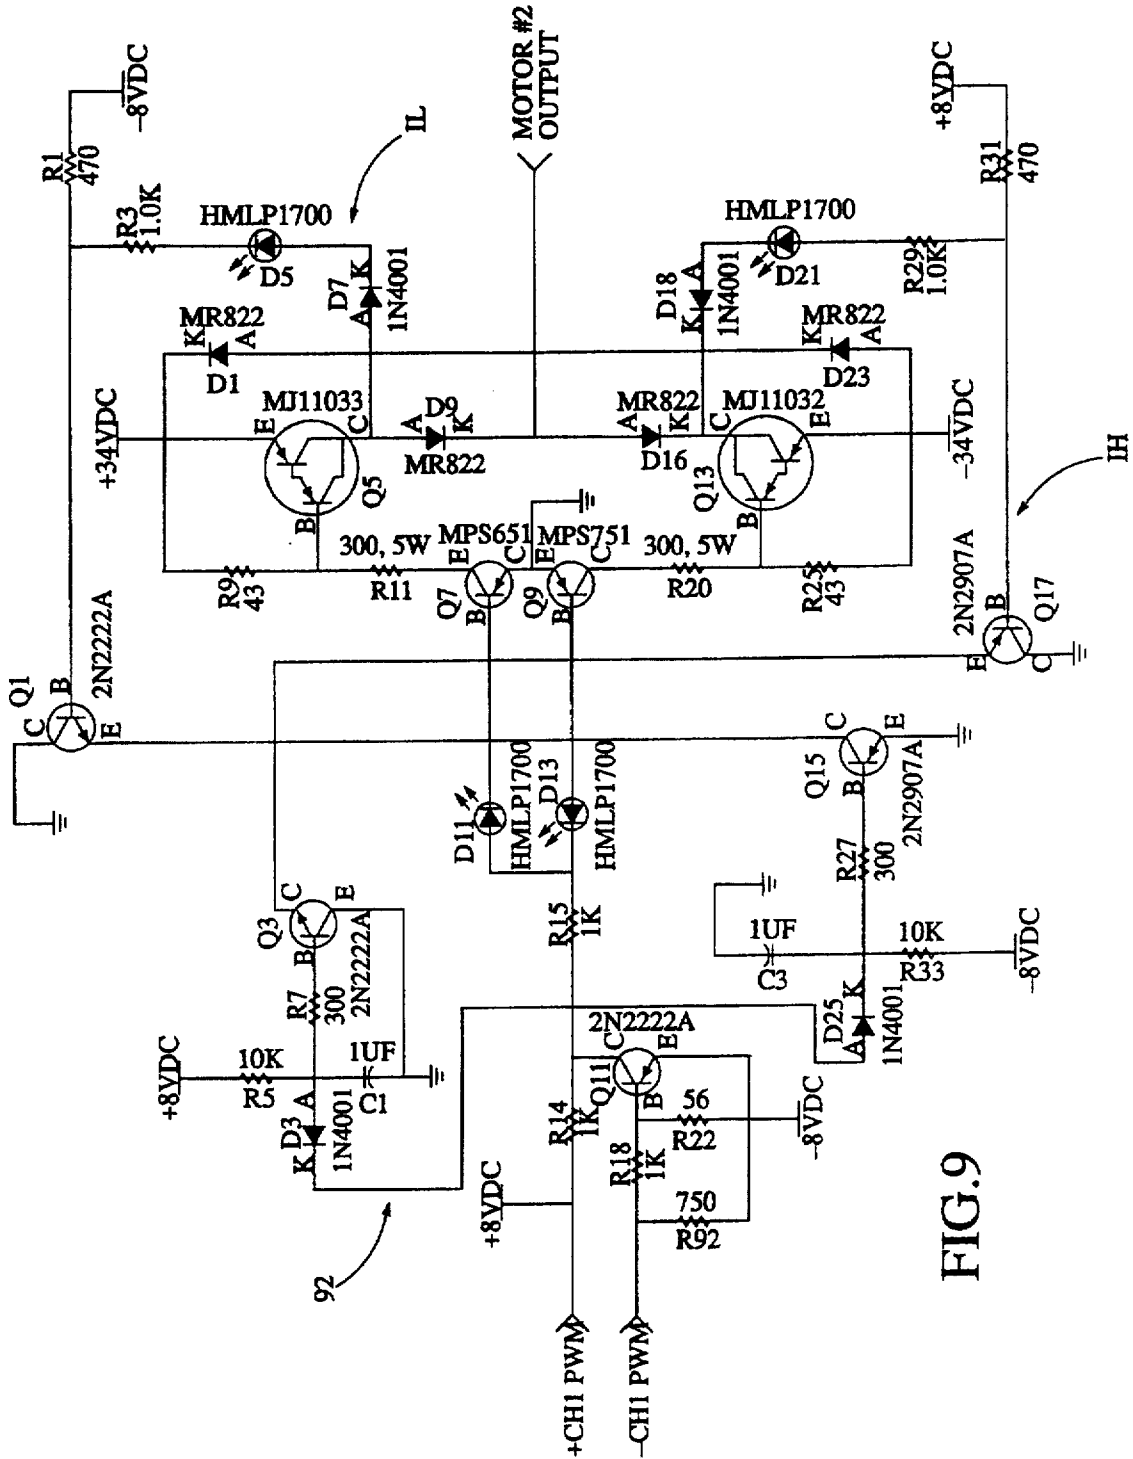 FIG.9
+CH1 PWM
-CH1 PWM
92
+8VDC
R14
1K
R18
1K
750
R92
56
R22
-8VDC
2N2222A
Q11
C
B
E
+8VDC
10K
R5
1UF
C1
D3
K
A
1N4001
R7
300
Q3
B
C
E
2N2222A
R15
1K
D11
HMLP1700
D13
HMLP1700
D25
A
K
1N4001
10K
R33
-8VDC
1UF
C3
R27
300
Q15
B
C
E
2N2907A
Q1
C
B
E
2N2222A
R9
43
R11
300, 5W
MPS651
Q7
B
E
C
MPS751
Q9
B
E
C
300, 5W
R20
R25
43
2N2907A
B
Q17
E
C
+34VDC
MJ11033
E
C
B
Q5
D9
A
K
MR822
MR822
A
K
D16
MJ11032
C
E
B
Q13
-34VDC
MR822
K
A
D1
MR822
K
A
D23
D7
A
K
1N4001
D18
K
A
1N4001
HMLP1700
D5
HMLP1700
D21
R3
1.0K
R29
1.0K
R1
470
-8VDC
R31
470
+8VDC
IL
IH
MOTOR #2
OUTPUT